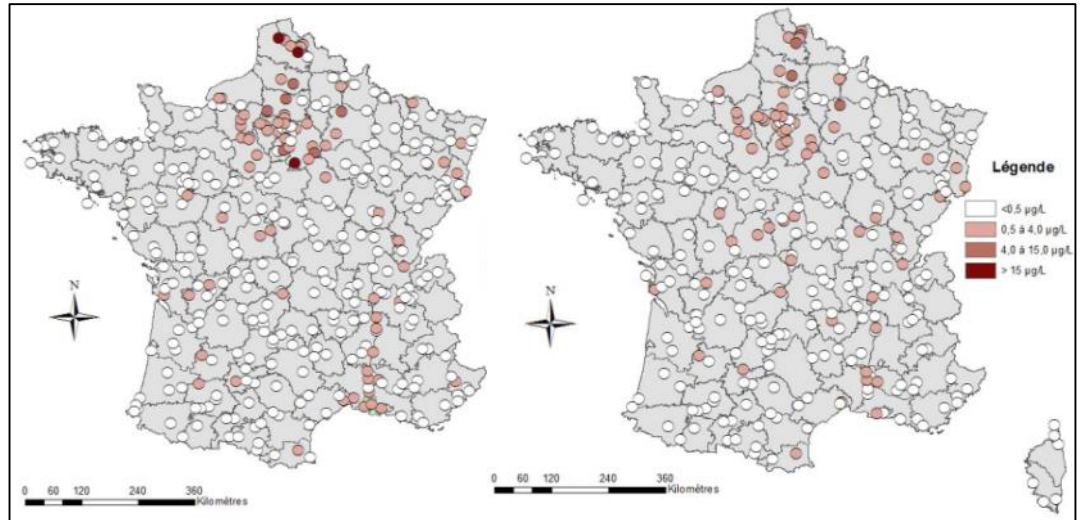 Légende
<0,5 µg/L
0,5 à 4,0 µg/L
4,0 à 15,0 µg/L
> 15 µg/L
N
N
0 60 120 240 360
Kilomètres
0 60 120 240 360
Kilomètres